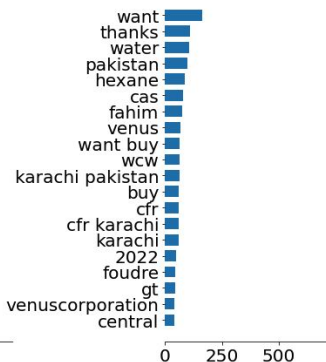 want
thanks
water
pakistan
hexane
cas
fahim
venus
want buy
wcw
karachi pakistan
buy
cfr
cfr karachi
karachi
2022
foudre
gt
venuscorporation
central
0 250 500